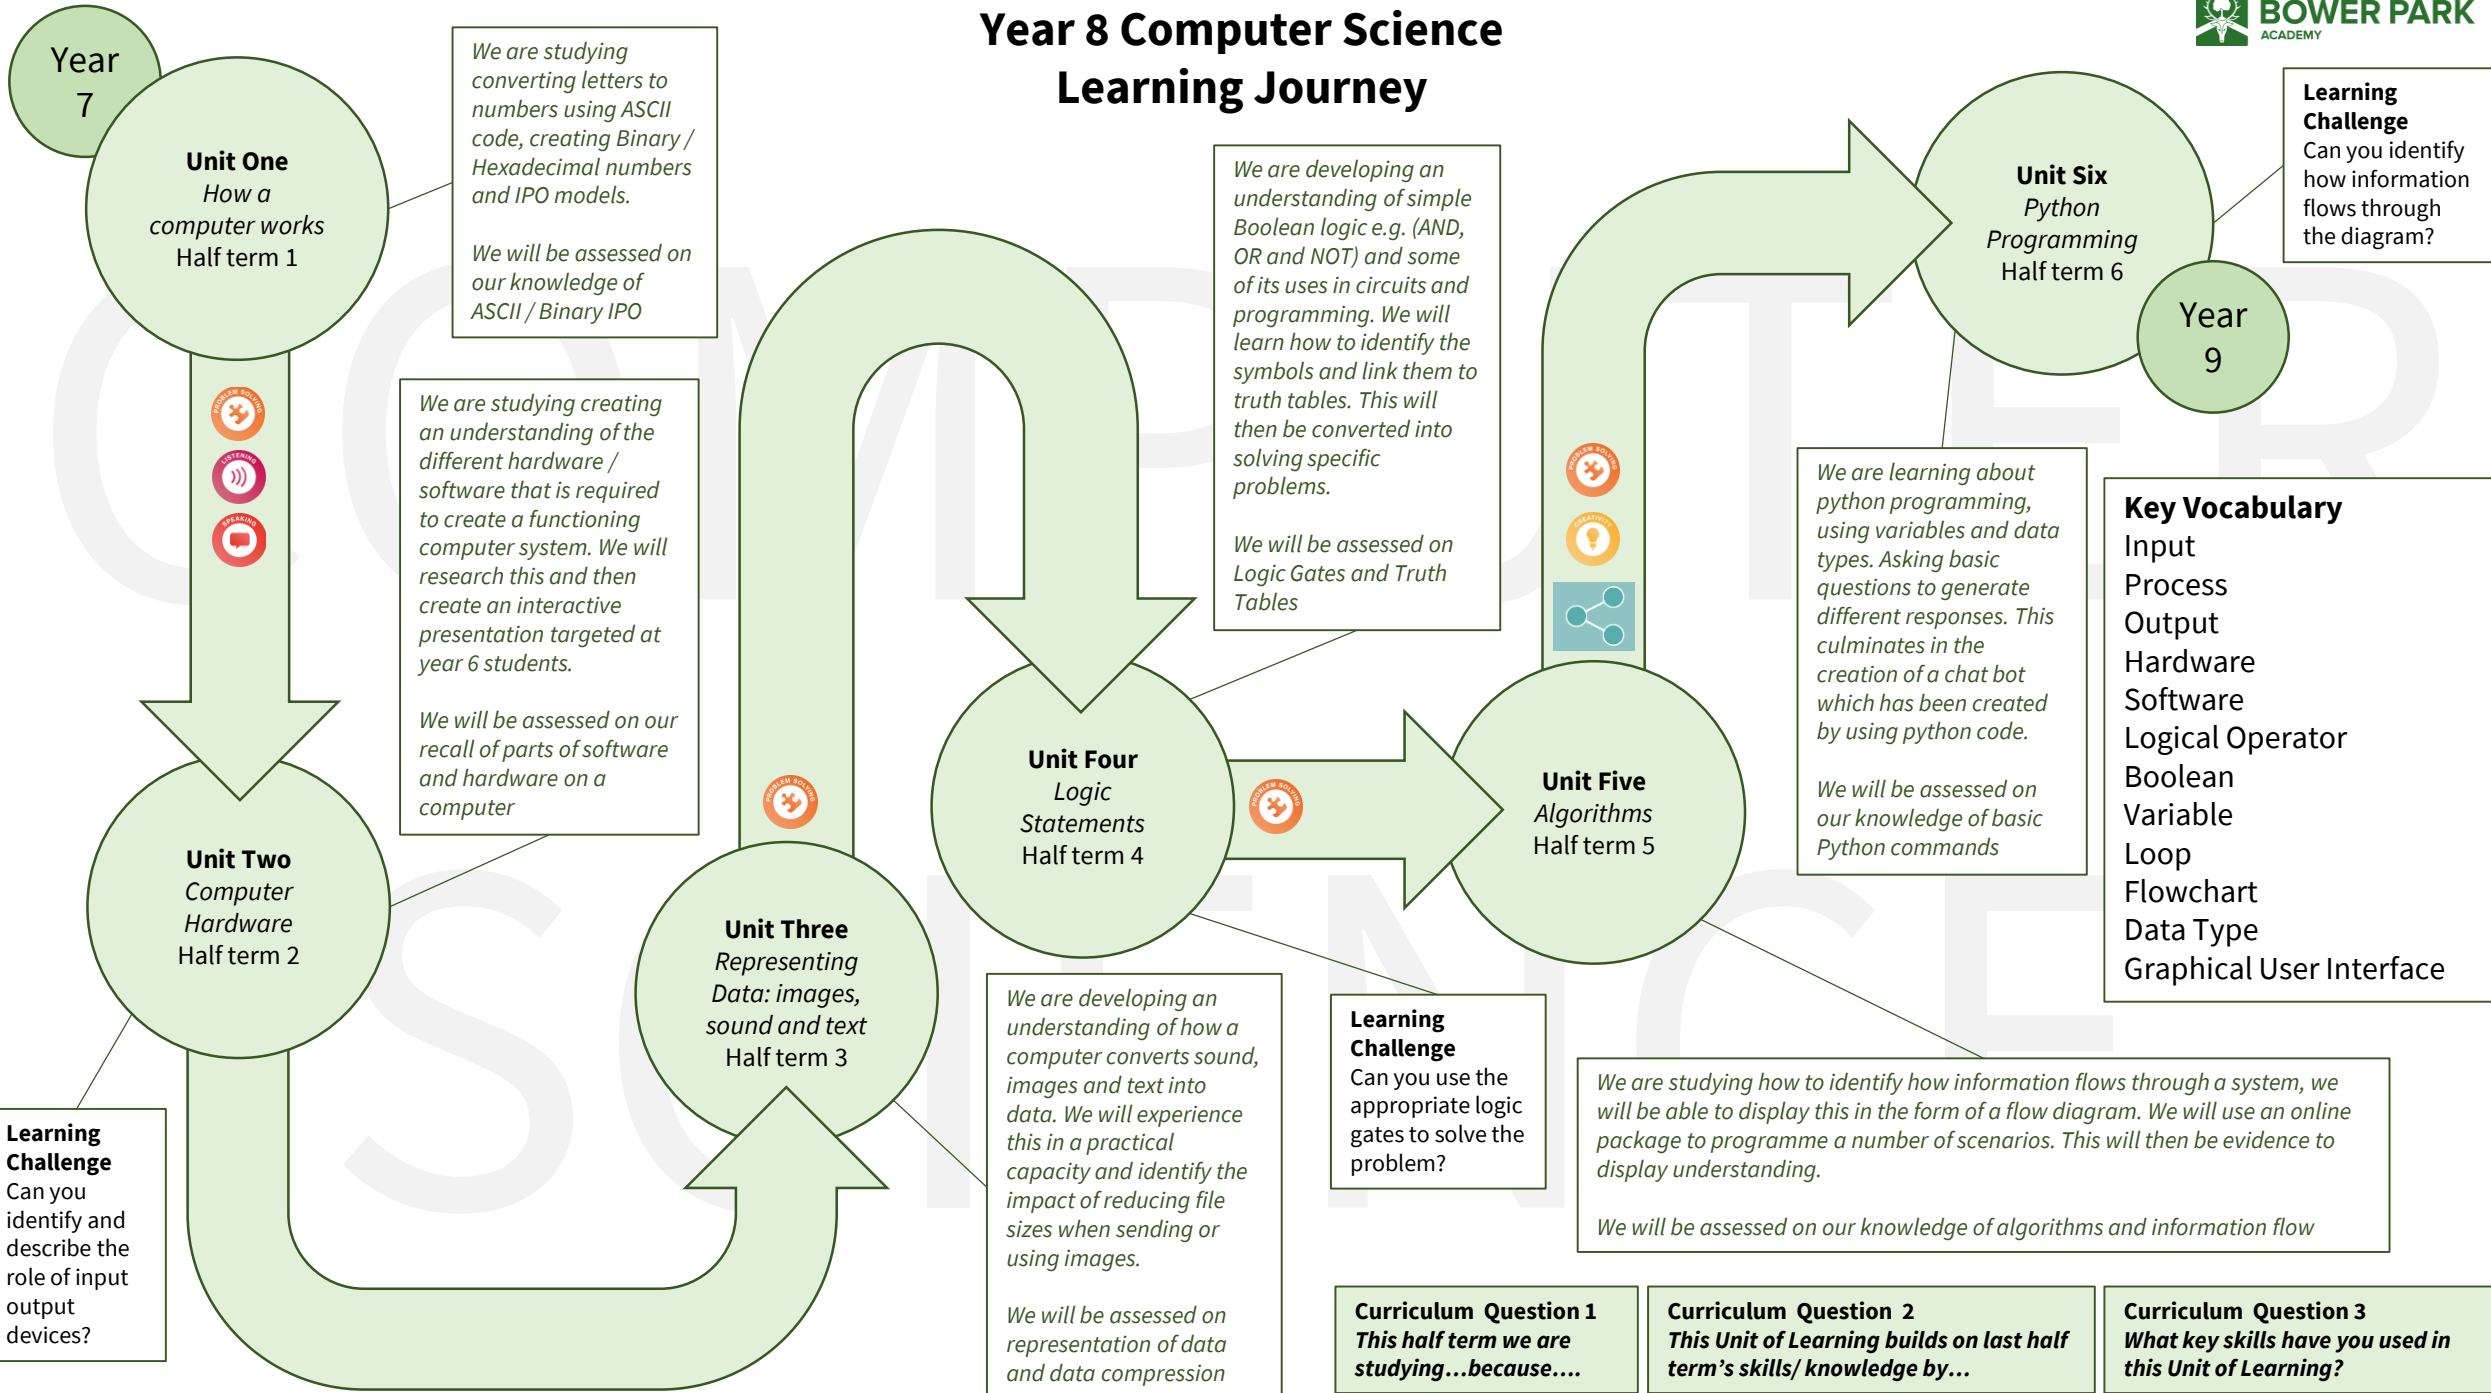 Year 8 Computer Science
Learning Journey
BOWER PARK
ACADEMY
Year
7
Unit One
How a
computer works
Half term 1
We are studying
converting letters to
numbers using ASCII
code, creating Binary /
Hexadecimal numbers
and IPO models.
We will be assessed on
our knowledge of
ASCII / Binary IPO
PROBLEM SOLVING
LISTENING
SPEAKING
We are studying creating
an understanding of the
different hardware /
software that is required
to create a functioning
computer system. We will
research this and then
create an interactive
presentation targeted at
year 6 students.
We will be assessed on our
recall of parts of software
and hardware on a
computer
Unit Two
Computer
Hardware
Half term 2
Learning
Challenge
Can you
identify and
describe the
role of input
output
devices?
Unit Three
Representing
Data: images,
sound and text
Half term 3
PROBLEM SOLVING
We are developing an
understanding of how a
computer converts sound,
images and text into
data. We will experience
this in a practical
capacity and identify the
impact of reducing file
sizes when sending or
using images.
We will be assessed on
representation of data
and data compression
We are developing an
understanding of simple
Boolean logic e.g. (AND,
OR and NOT) and some
of its uses in circuits and
programming. We will
learn how to identify the
symbols and link them to
truth tables. This will
then be converted into
solving specific
problems.
We will be assessed on
Logic Gates and Truth
Tables
Unit Four
Logic
Statements
Half term 4
PROBLEM SOLVING
Learning
Challenge
Can you use the
appropriate logic
gates to solve the
problem?
Unit Five
Algorithms
Half term 5
PROBLEM SOLVING
CREATIVITY
We are studying how to identify how information flows through a system, we
will be able to display this in the form of a flow diagram. We will use an online
package to programme a number of scenarios. This will then be evidence to
display understanding.
We will be assessed on our knowledge of algorithms and information flow
Unit Six
Python
Programming
Half term 6
Year
9
Learning
Challenge
Can you identify
how information
flows through
the diagram?
We are learning about
python programming,
using variables and data
types. Asking basic
questions to generate
different responses. This
culminates in the
creation of a chat bot
which has been created
by using python code.
We will be assessed on
our knowledge of basic
Python commands
Key Vocabulary
Input
Process
Output
Hardware
Software
Logical Operator
Boolean
Variable
Loop
Flowchart
Data Type
Graphical User Interface
Curriculum Question 1
This half term we are
studying...because....
Curriculum Question 2
This Unit of Learning builds on last half
term's skills/ knowledge by...
Curriculum Question 3
What key skills have you used in
this Unit of Learning?
COMPUTER
SCIENCE